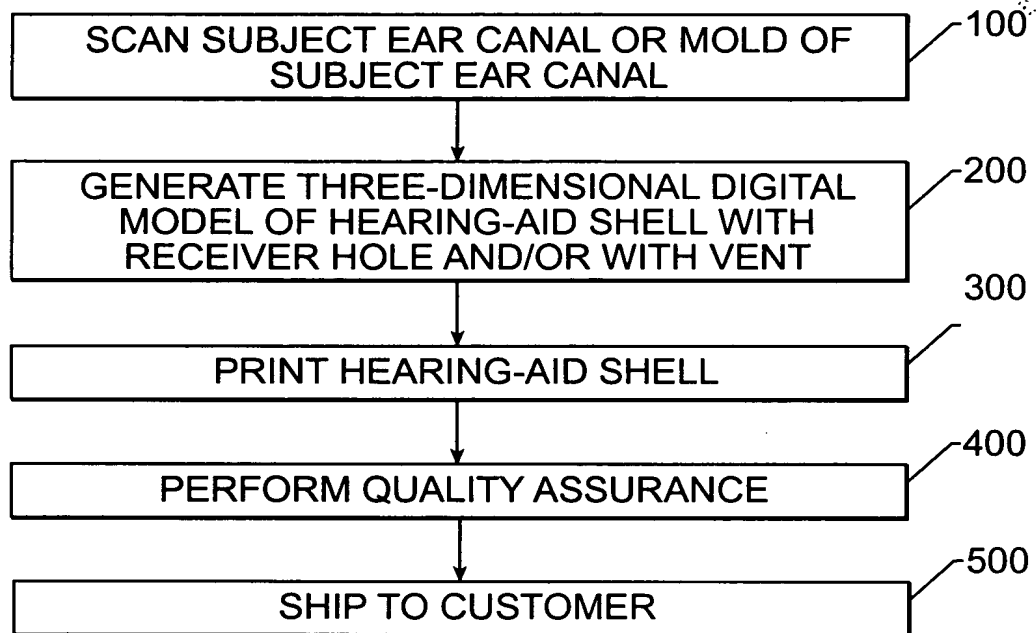 SCAN SUBJECT EAR CANAL OR MOLD OF
SUBJECT EAR CANAL
100
GENERATE THREE-DIMENSIONAL DIGITAL
MODEL OF HEARING-AID SHELL WITH
RECEIVER HOLE AND/OR WITH VENT
200
PRINT HEARING-AID SHELL
300
PERFORM QUALITY ASSURANCE
400
SHIP TO CUSTOMER
500